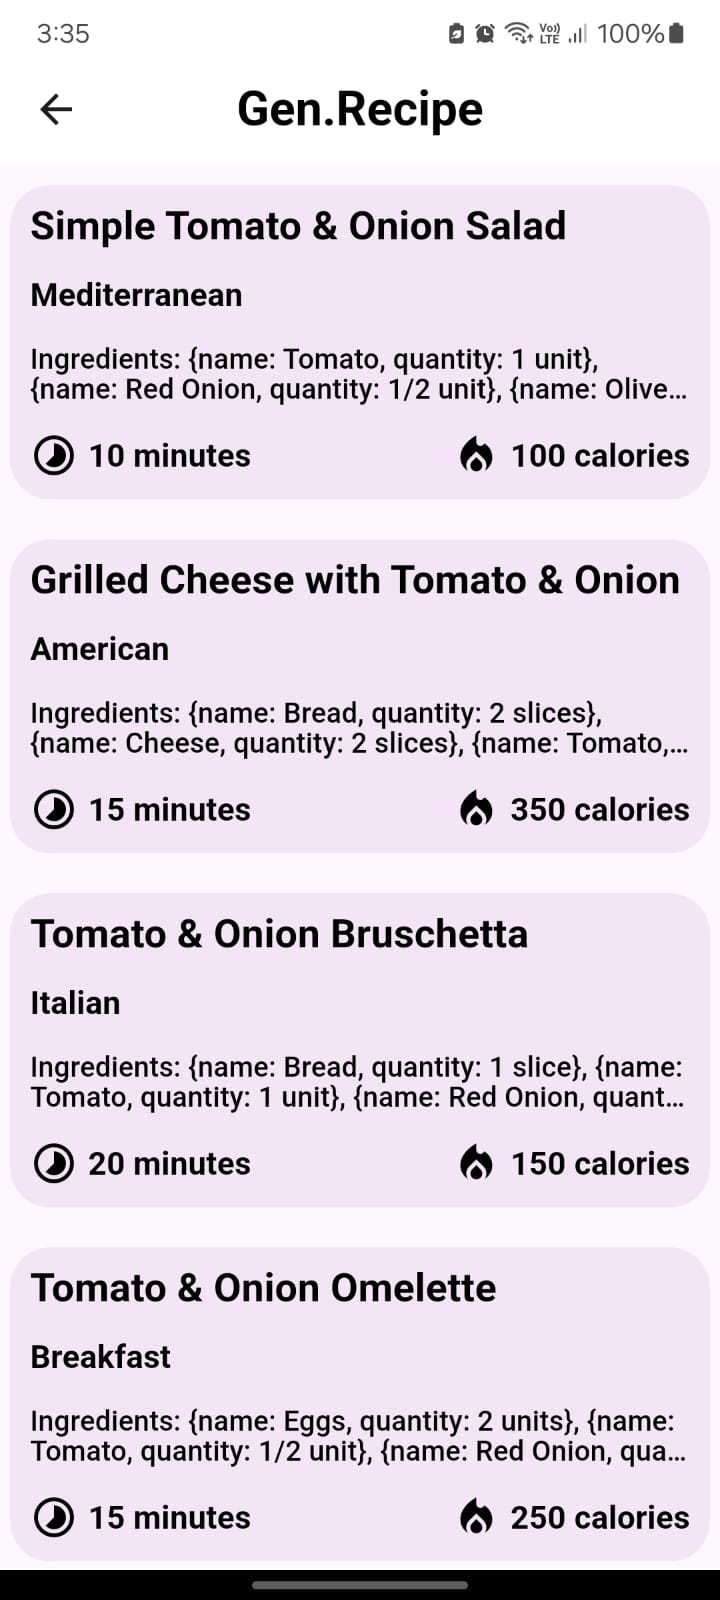 3:35
Vo)) LTE
100%
Gen.Recipe
Simple Tomato & Onion Salad
Mediterranean
Ingredients: {name: Tomato, quantity: 1 unit},
{name: Red Onion, quantity: 1/2 unit}, {name: Olive...
10 minutes
100 calories
Grilled Cheese with Tomato & Onion
American
Ingredients: {name: Bread, quantity: 2 slices},
{name: Cheese, quantity: 2 slices}, {name: Tomato,...
15 minutes
350 calories
Tomato & Onion Bruschetta
Italian
Ingredients: {name: Bread, quantity: 1 slice}, {name:
Tomato, quantity: 1 unit}, {name: Red Onion, quant...
20 minutes
150 calories
Tomato & Onion Omelette
Breakfast
Ingredients: {name: Eggs, quantity: 2 units}, {name:
Tomato, quantity: 1/2 unit}, {name: Red Onion, qua...
15 minutes
250 calories